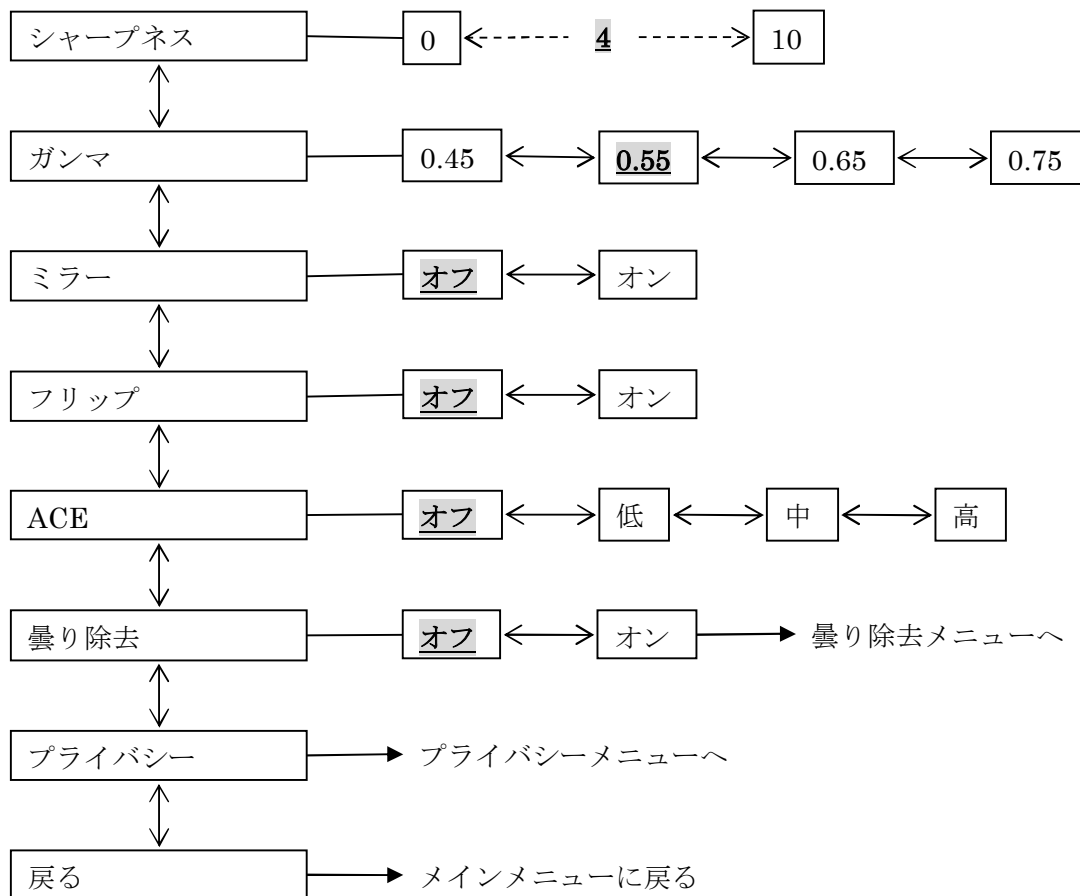 シャープネス 0 4 10
ガンマ 0.45 0.55 0.65 0.75
ミラー オフ オン
フリップ オフ オン
ACE オフ 低 中 高
曇り除去 オフ オン 曇り除去メニューへ
プライバシー プライバシーメニューへ
戻る メインメニューに戻る